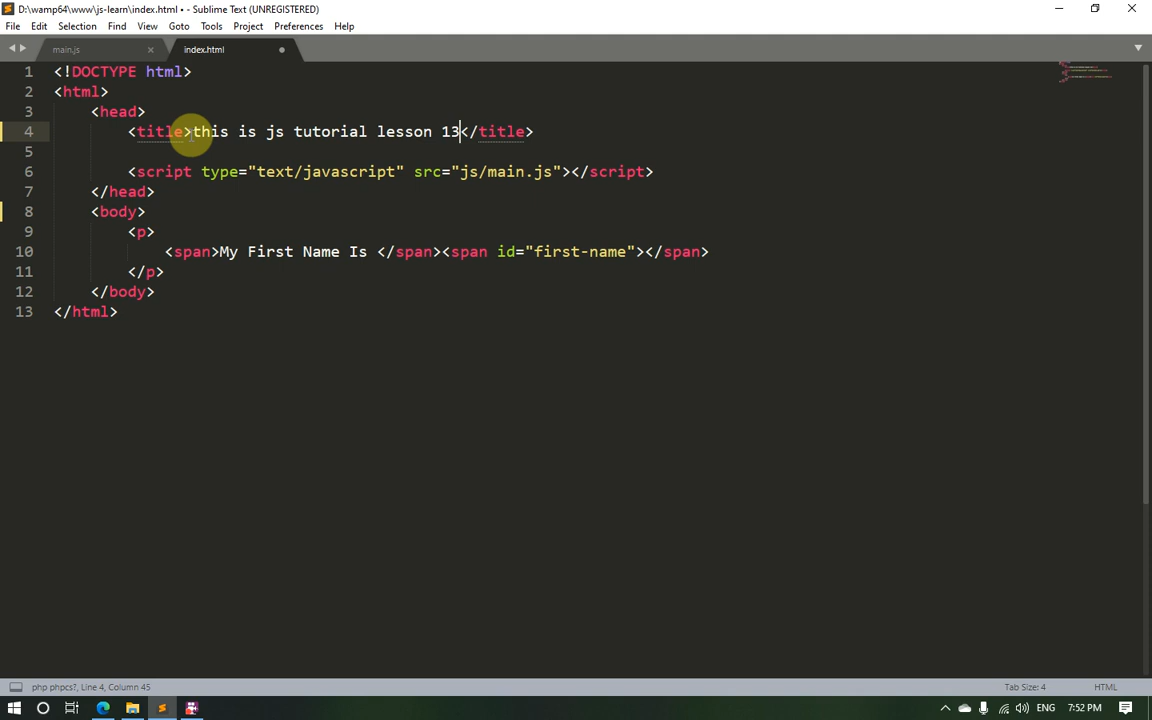 D:\wamp64\www\js-learn\index.html • - Sublime Text (UNREGISTERED)
File Edit Selection Find View Goto Tools Project Preferences Help
main.js index.html
1 <!DOCTYPE html>
2 <html>
3 <head>
4 <title>this is js tutorial lesson 13</title>
5
6 <script type="text/javascript" src="js/main.js"></script>
7 </head>
8 <body>
9 <p>
10 <span>My First Name Is </span><span id="first-name"></span>
11 </p>
12 </body>
13 </html>
php phpcs?, Line 4, Column 45 Tab Size: 4 HTML
ENG 7:52 PM